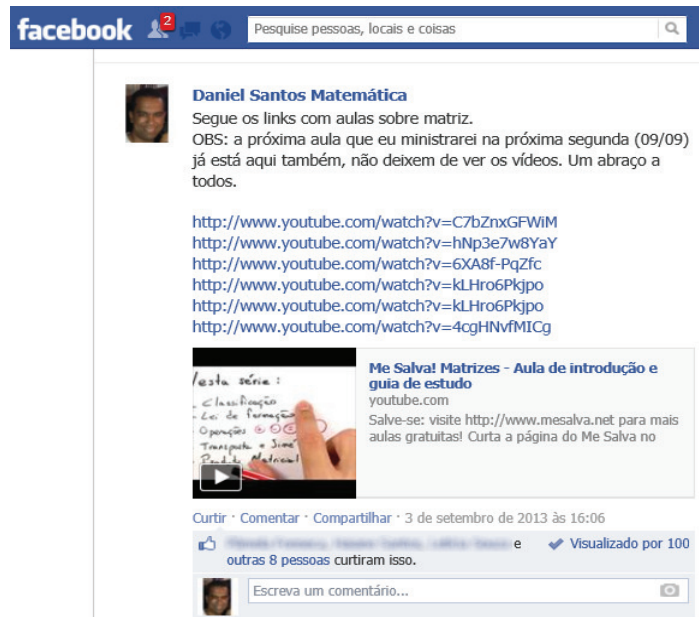 facebook
2
Pesquise pessoas, locais e coisas
Daniel Santos Matemática
Segue os links com aulas sobre matriz.
OBS: a próxima aula que eu ministrarei na próxima segunda (09/09)
já está aqui também, não deixem de ver os vídeos. Um abraço a
todos.
http://www.youtube.com/watch?v=C7bZnxGFWiM
http://www.youtube.com/watch?v=hNp3e7w8YaY
http://www.youtube.com/watch?v=6XA8f-PqZfc
http://www.youtube.com/watch?v=kLHro6Pkjpo
http://www.youtube.com/watch?v=kLHro6Pkjpo
http://www.youtube.com/watch?v=4cgHNvfMICg
Nesta série :
- Classificação
- Lei de formação
- Operações
Me Salva! Matrizes - Aula de introdução e
guia de estudo
youtube.com
Salve-se: visite http://www.mesalva.net para mais
aulas gratuitas! Curta a página do Me Salva no
Curtir · Comentar · Compartilhar · 3 de setembro de 2013 às 16:06
e
Visualizado por 100
outras 8 pessoas curtiram isso.
Escreva um comentário...